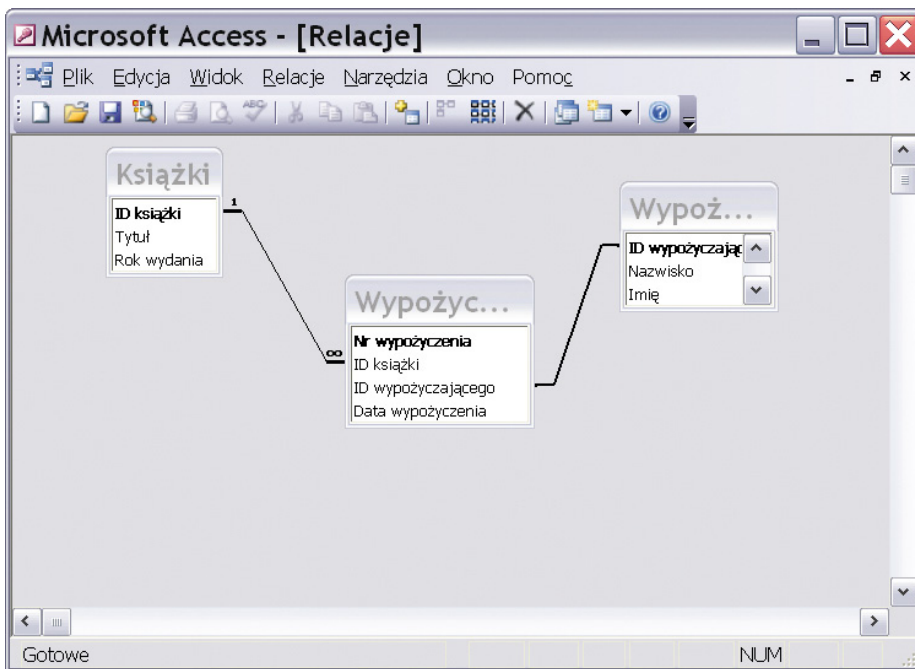 Microsoft Access - [Relacje]
Plik Edycja Widok Relacje Narzędzia Okno Pomoc
Książki
ID książki
Tytuł
Rok wydania
1
∞
Wypożyc...
Nr wypożyczenia
ID książki
ID wypożyczającego
Data wypożyczenia
Wypoż...
ID wypożyczając
Nazwisko
Imię
Gotowe NUM